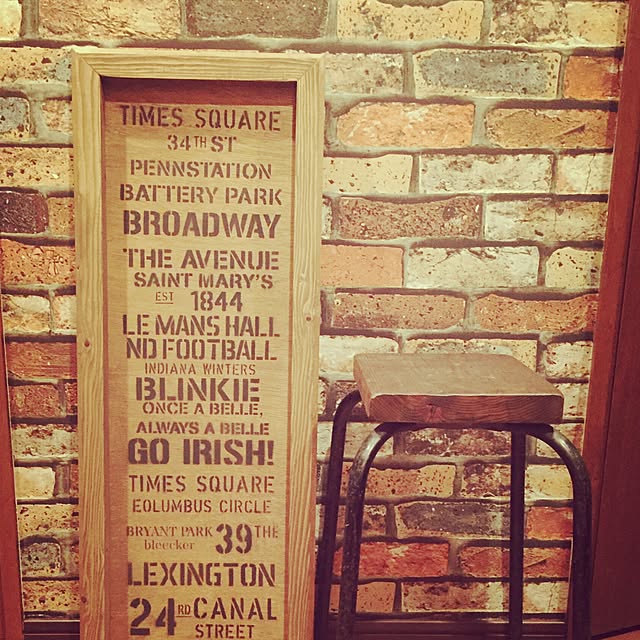 TIMES SQUARE
34TH ST
PENNSTATION
BATTERY PARK
BROADWAY
THE AVENUE
SAINT MARY'S
EST 1844
LE MANS HALL
ND FOOTBALL
INDIANA WINTERS
BLINKIE
ONCE A BELLE,
ALWAYS A BELLE
GO IRISH!
TIMES SQUARE
EOLUMBUS CIRCLE
BRYANT PARK 39 THE
bleecker
LEXINGTON
24 RD CANAL
STREET